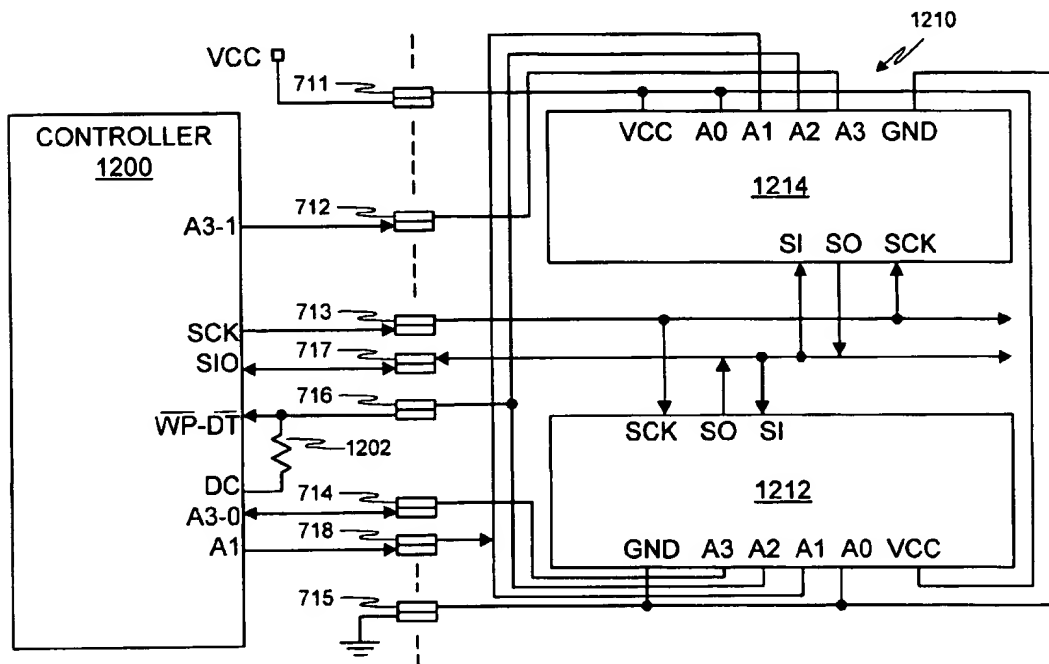 1210
VCC
711
CONTROLLER
1200
VCC A0 A1 A2 A3 GND
1214
712
A3-1
SI SO SCK
713
SCK
717
SIO
716
WP-DT
SCK SO SI
1202
DC
714
1212
A3-0
718
A1
GND A3 A2 A1 A0 VCC
715